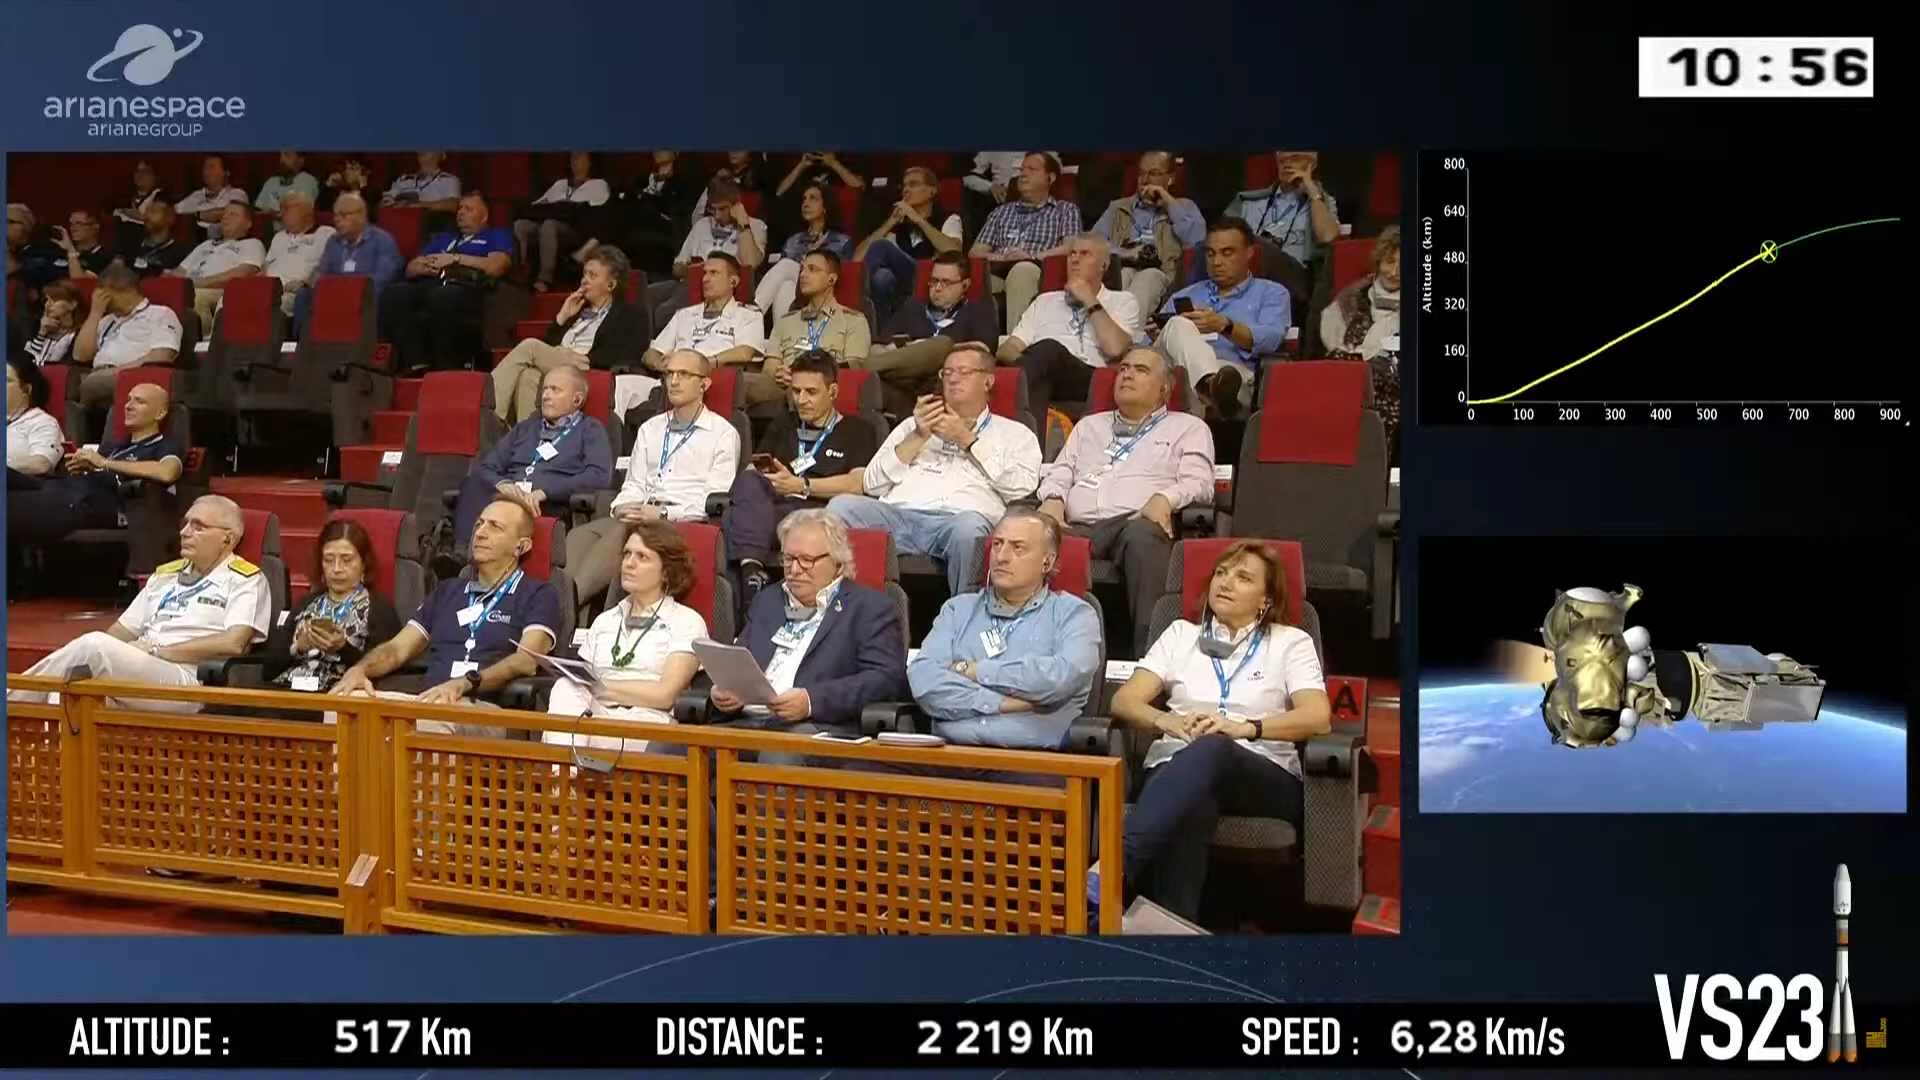 arianespace
arianeGROUP
10:56
Altitude (km)
800
640
480
320
160
0
0 100 200 300 400 500 600 700 800 900
A
B
ALTITUDE : 517 Km DISTANCE : 2 219 Km SPEED : 6,28 Km/s
VS23